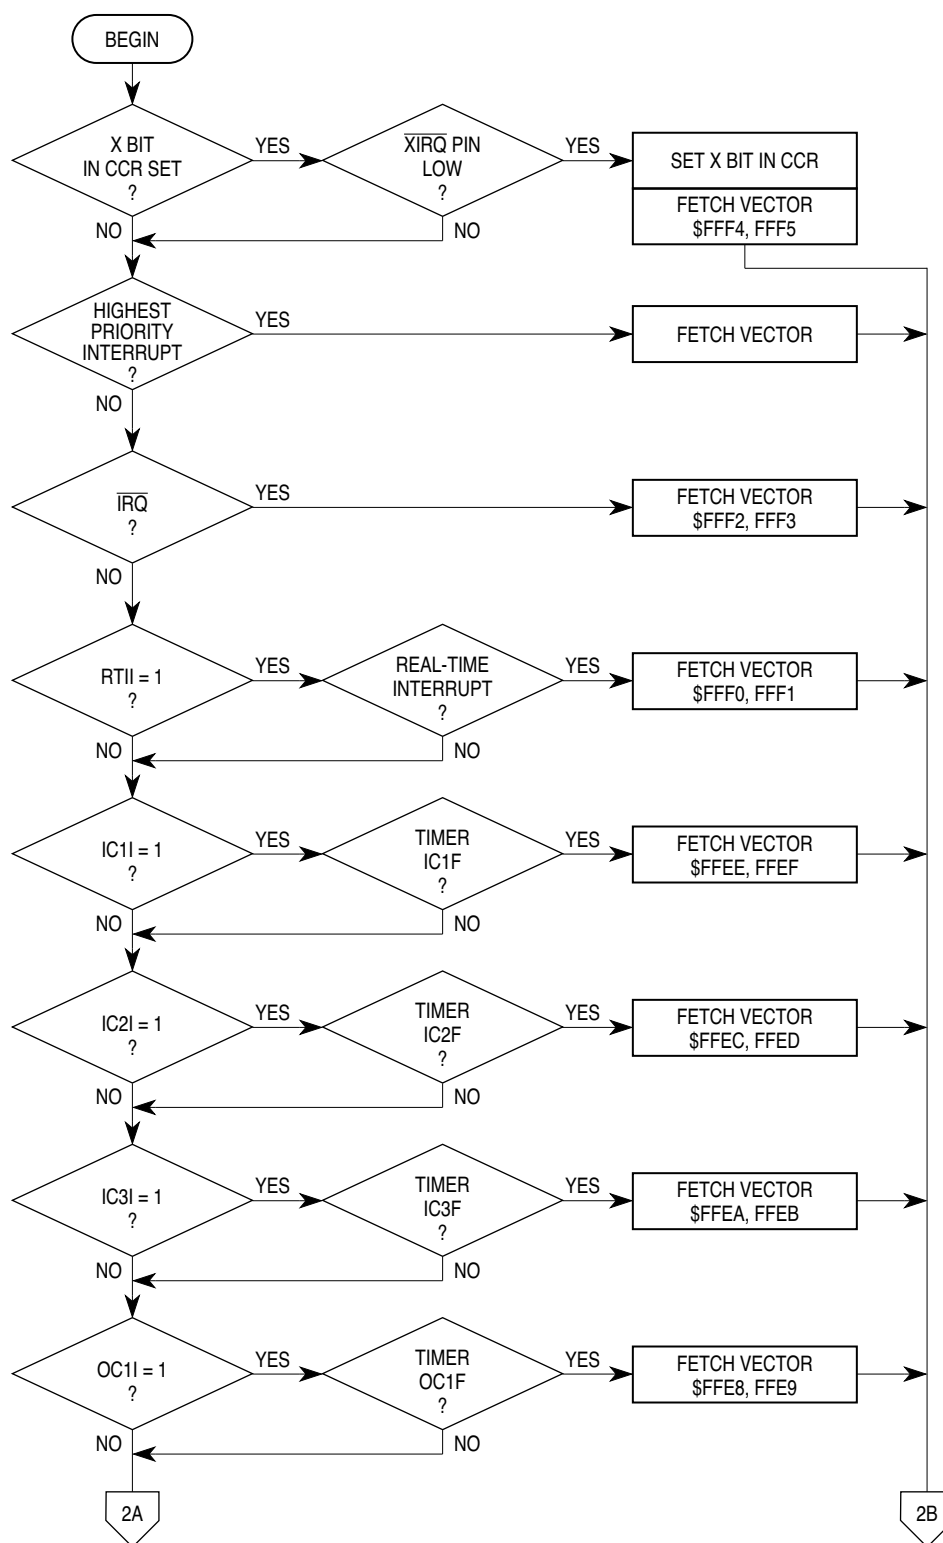 BEGIN
X BIT
IN CCR SET
?
YES
XIRQ PIN
LOW
?
YES
SET X BIT IN CCR
FETCH VECTOR
$FFF4, FFF5
NO
NO
HIGHEST
PRIORITY
INTERRUPT
?
YES
FETCH VECTOR
NO
IRQ
?
YES
FETCH VECTOR
$FFF2, FFF3
NO
RTII = 1
?
YES
REAL-TIME
INTERRUPT
?
YES
FETCH VECTOR
$FFF0, FFF1
NO
NO
IC1I = 1
?
YES
TIMER
IC1F
?
YES
FETCH VECTOR
$FFEE, FFEF
NO
NO
IC2I = 1
?
YES
TIMER
IC2F
?
YES
FETCH VECTOR
$FFEC, FFED
NO
NO
IC3I = 1
?
YES
TIMER
IC3F
?
YES
FETCH VECTOR
$FFEA, FFEB
NO
NO
OC1I = 1
?
YES
TIMER
OC1F
?
YES
FETCH VECTOR
$FFE8, FFE9
NO
NO
2A
2B